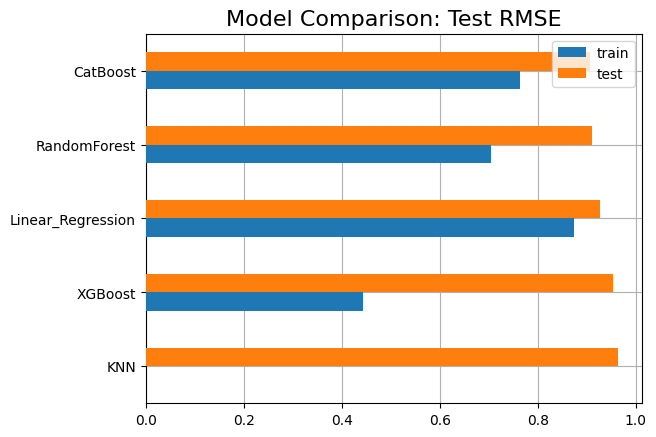 Model Comparison: Test RMSE
train
test
CatBoost
RandomForest
Linear_Regression
XGBoost
KNN
0.0 0.2 0.4 0.6 0.8 1.0